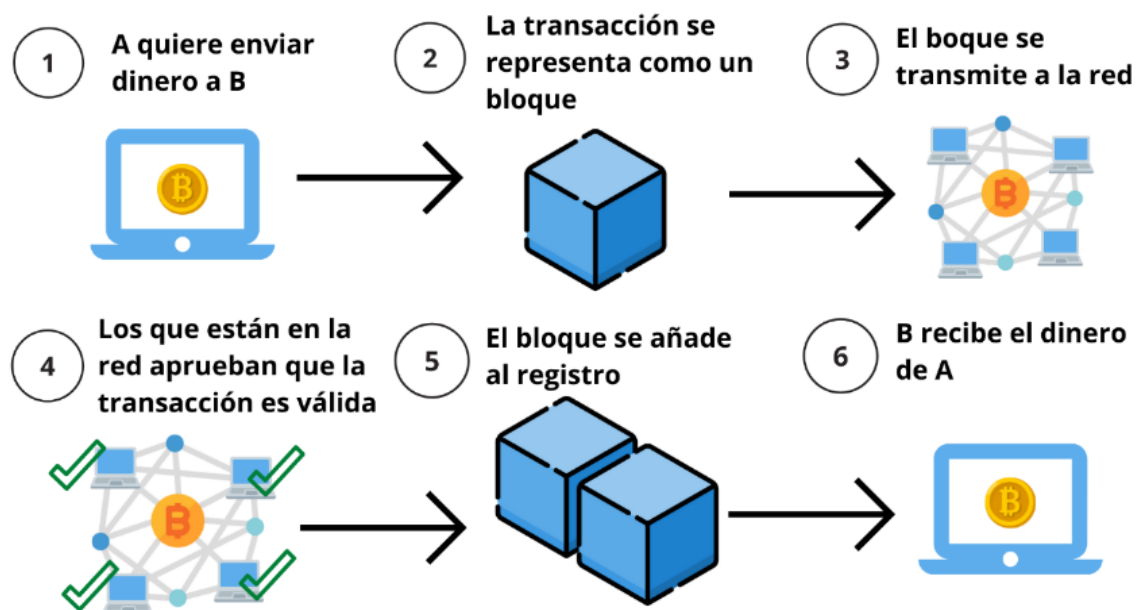 1
A quiere enviar
dinero a B
2
La transacción se
representa como un
bloque
3
El boque se
transmite a la red
4
Los que están en la
red aprueban que la
transacción es válida
5
El bloque se añade
al registro
6
B recibe el dinero
de A